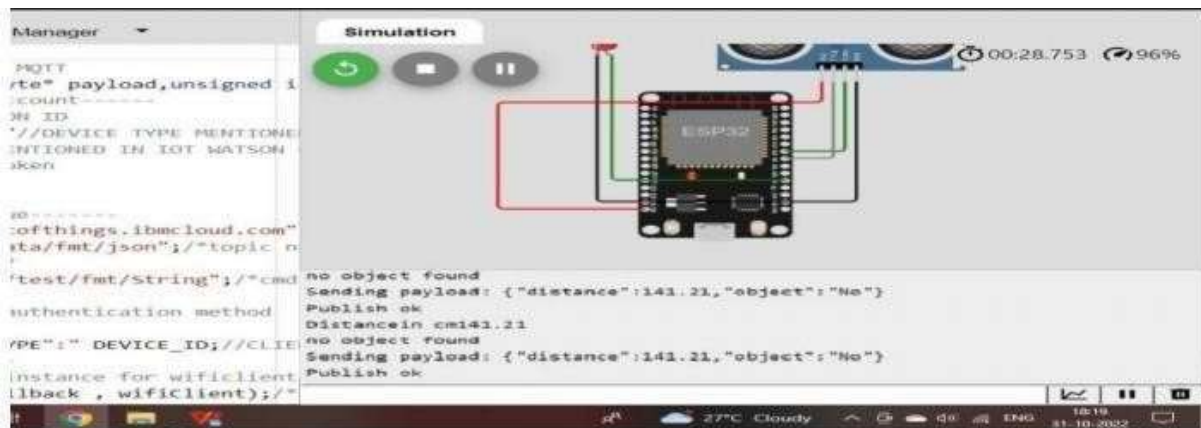 Manager
MQTT
yte* payload,unsigned i
ccount------
ON ID
"//DEVICE TYPE MENTIONE
NTIONED IN IOT WATSON
oken
ofthings.ibmcloud.com"
ata/fmt/json";/*topic n
test/fmt/String";/*cmd
authentication method
YPE":" DEVICE_ID;//CLIE
instance for wificlient
llback , wifiClient);/*
Simulation
00:28.753 96%
ESP32
no object found
Sending payload: {"distance":141.21,"object":"No"}
Publish ok
Distancein cm141.21
no object found
Sending payload: {"distance":141.21,"object":"No"}
Publish ok
27°C Cloudy
ENG
18:19
31-10-2022